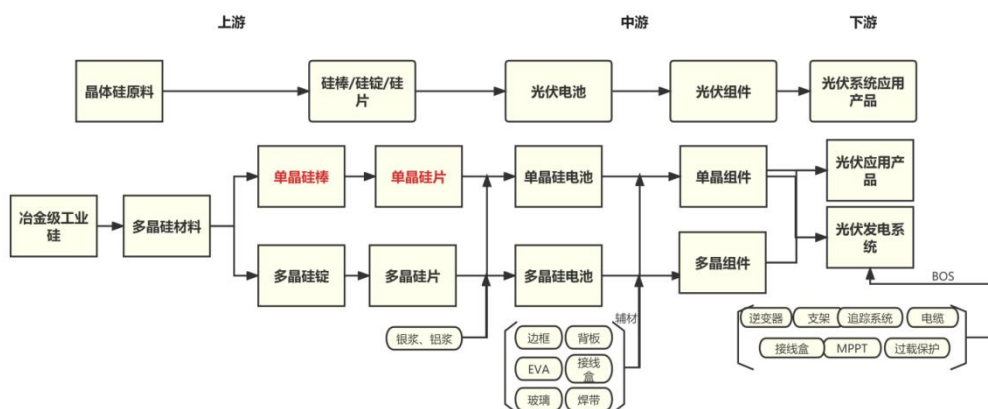 上游
中游
下游
晶体硅原料
硅棒/硅锭/硅
片
光伏电池
光伏组件
光伏系统应用
产品
单晶硅棒
单晶硅片
单晶硅电池
单晶组件
光伏应用产
品
冶金级工业
硅
多晶硅材料
光伏发电系
统
多晶硅锭
多晶硅片
多晶硅电池
多晶组件
BOS
银浆、铝浆
辅材
边框
背板
EVA
接线
盒
玻璃
焊带
逆变器
支架
追踪系统
电缆
接线盒
MPPT
过载保护